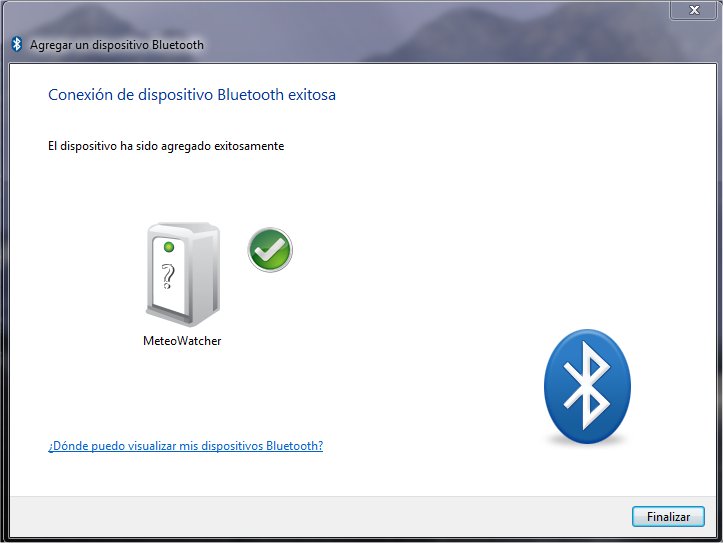 Agregar un dispositivo Bluetooth
Conexión de dispositivo Bluetooth exitosa
El dispositivo ha sido agregado exitosamente
?
MeteoWatcher
¿Dónde puedo visualizar mis dispositivos Bluetooth?
Finalizar